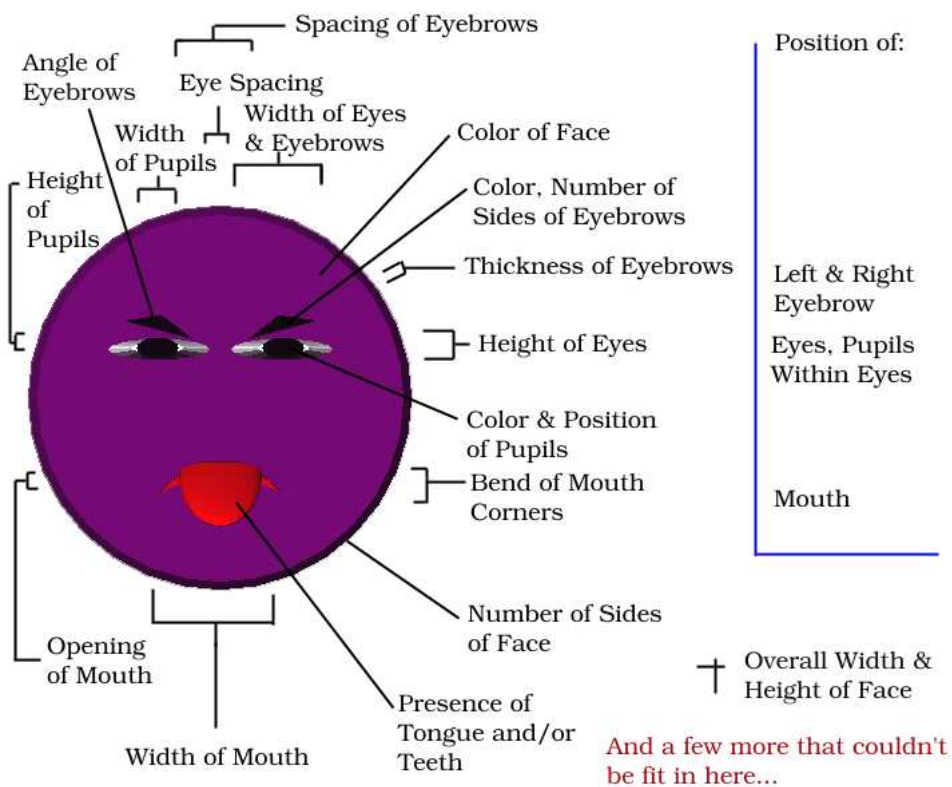 Spacing of Eyebrows
Position of:
Angle of
Eyebrows
Eye Spacing
Width of Eyes
& Eyebrows
Width
of Pupils
Color of Face
Height
of
Pupils
Color, Number of
Sides of Eyebrows
Thickness of Eyebrows
Left & Right
Eyebrow
Height of Eyes
Eyes, Pupils
Within Eyes
Color & Position
of Pupils
Bend of Mouth
Corners
Mouth
Number of Sides
of Face
Opening
of Mouth
Overall Width &
Height of Face
Presence of
Tongue and/or
Teeth
Width of Mouth
And a few more that couldn't
be fit in here...